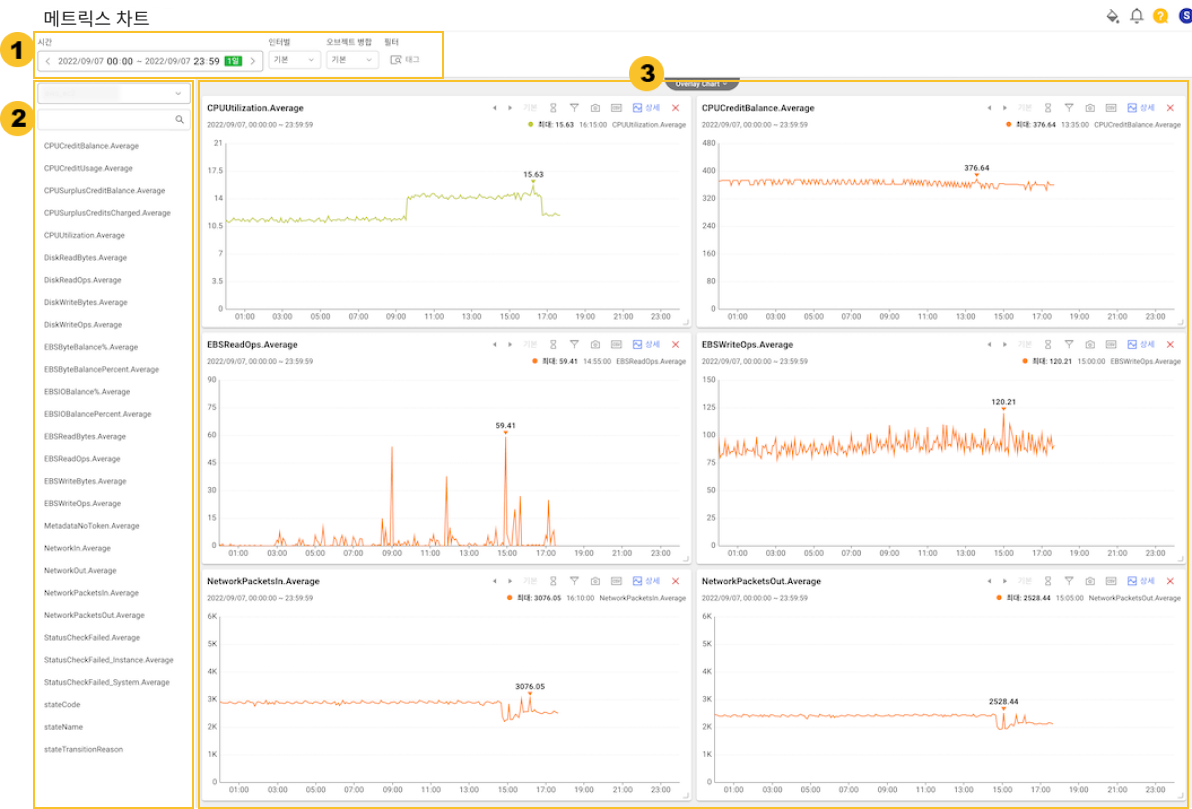 메트릭스 차트
?
S
1
시간
인터벌
오브젝트 병합
필터
< 2022/09/07 00:00 ~ 2022/09/07 23:59 1일 >
기본
기본
태그
2
CPUCreditBalance.Average
CPUCreditUsage.Average
CPUSurplusCreditBalance.Average
CPUSurplusCreditsCharged.Average
CPUUtilization.Average
DiskReadBytes.Average
DiskReadOps.Average
DiskWriteBytes.Average
DiskWriteOps.Average
EBSByteBalance%.Average
EBSByteBalancePercent.Average
EBSIOBalance%.Average
EBSIOBalancePercent.Average
EBSReadBytes.Average
EBSReadOps.Average
EBSWriteBytes.Average
EBSWriteOps.Average
MetadataNoToken.Average
NetworkIn.Average
NetworkOut.Average
NetworkPacketsIn.Average
NetworkPacketsOut.Average
StatusCheckFailed.Average
StatusCheckFailed_Instance.Average
StatusCheckFailed_System.Average
stateCode
stateName
stateTransitionReason
3
Overlay Chart
CPUUtilization.Average
기본
상세
2022/09/07, 00:00:00 ~ 23:59:59
최대: 15.63 16:15:00 CPUUtilization.Average
21
17.5
14
10.5
7
3.5
0
15.63
01:00 03:00 05:00 07:00 09:00 11:00 13:00 15:00 17:00 19:00 21:00 23:00
CPUCreditBalance.Average
기본
상세
2022/09/07, 00:00:00 ~ 23:59:59
최대: 376.64 13:35:00 CPUCreditBalance.Average
480
400
320
240
160
80
0
376.64
01:00 03:00 05:00 07:00 09:00 11:00 13:00 15:00 17:00 19:00 21:00 23:00
EBSReadOps.Average
기본
상세
2022/09/07, 00:00:00 ~ 23:59:59
최대: 59.41 14:55:00 EBSReadOps.Average
90
75
60
45
30
15
0
59.41
01:00 03:00 05:00 07:00 09:00 11:00 13:00 15:00 17:00 19:00 21:00 23:00
EBSWriteOps.Average
기본
상세
2022/09/07, 00:00:00 ~ 23:59:59
최대: 120.21 15:00:00 EBSWriteOps.Average
150
125
100
75
50
25
0
120.21
01:00 03:00 05:00 07:00 09:00 11:00 13:00 15:00 17:00 19:00 21:00 23:00
NetworkPacketsIn.Average
기본
상세
2022/09/07, 00:00:00 ~ 23:59:59
최대: 3076.05 16:10:00 NetworkPacketsIn.Average
6K
5K
4K
3K
2K
1K
0
3076.05
01:00 03:00 05:00 07:00 09:00 11:00 13:00 15:00 17:00 19:00 21:00 23:00
NetworkPacketsOut.Average
기본
상세
2022/09/07, 00:00:00 ~ 23:59:59
최대: 2528.44 15:05:00 NetworkPacketsOut.Average
6K
5K
4K
3K
2K
1K
0
2528.44
01:00 03:00 05:00 07:00 09:00 11:00 13:00 15:00 17:00 19:00 21:00 23:00